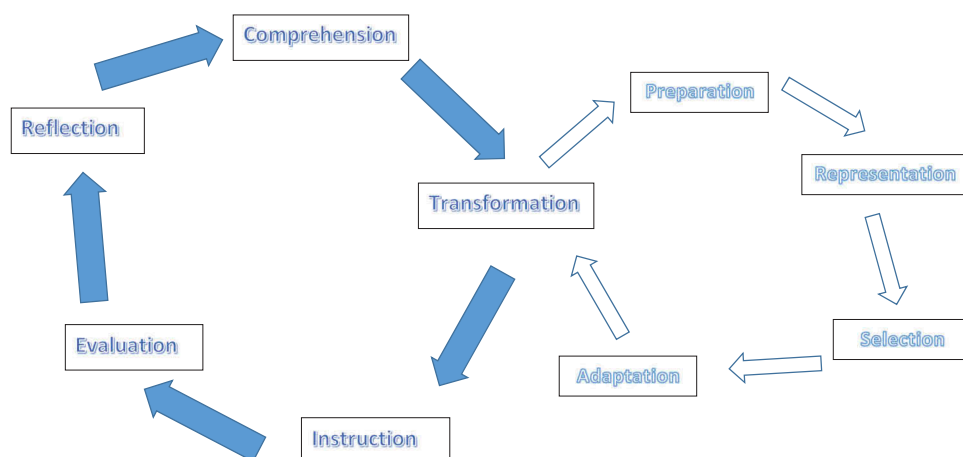 Comprehension
Preparation
Reflection
Representation
Transformation
Selection
Evaluation
Adaptation
Instruction